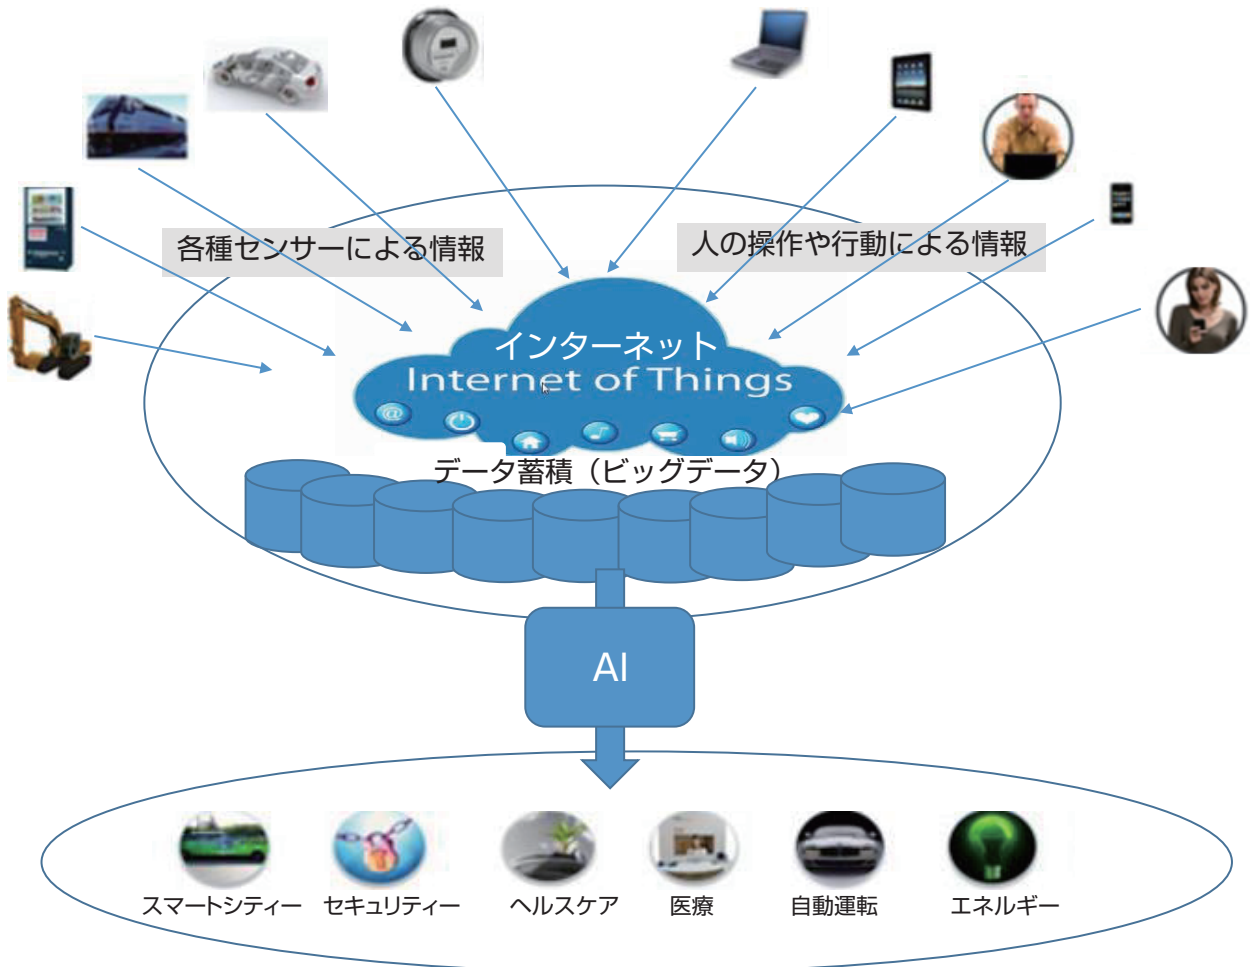 各種センサーによる情報
人の操作や行動による情報
インターネット
Internet of Things
データ蓄積（ビッグデータ）
AI
スマートシティー
セキュリティー
ヘルスケア
医療
自動運転
エネルギー